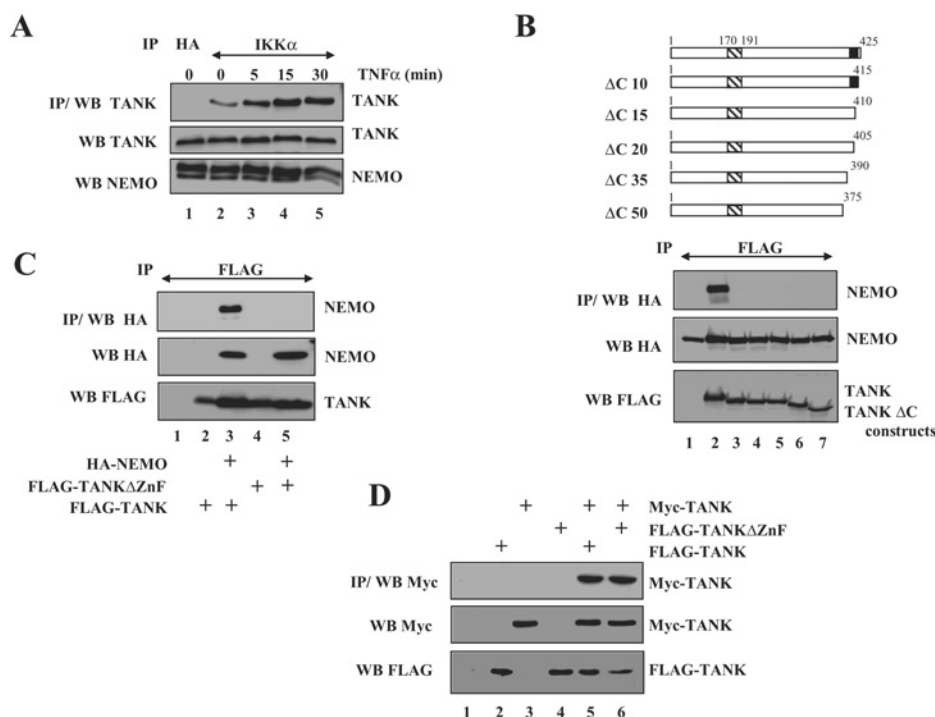 A
IP HA IKKα
0 0 5 15 30 TNFα (min)
IP/ WB TANK TANK
WB TANK TANK
WB NEMO NEMO
1 2 3 4 5
B
1 170 191 425
ΔC 10 1 415
ΔC 15 1 410
ΔC 20 1 405
ΔC 35 1 390
ΔC 50 1 375
IP FLAG
IP/ WB HA NEMO
WB HA NEMO
WB FLAG TANK
TANK ΔC
constructs
1 2 3 4 5 6 7
C
IP FLAG
IP/ WB HA NEMO
WB HA NEMO
WB FLAG TANK
1 2 3 4 5
HA-NEMO + +
FLAG-TANKΔZnF + +
FLAG-TANK + +
D
+ + + Myc-TANK
+ + FLAG-TANKΔZnF
+ + FLAG-TANK
IP/ WB Myc Myc-TANK
WB Myc Myc-TANK
WB FLAG FLAG-TANK
1 2 3 4 5 6